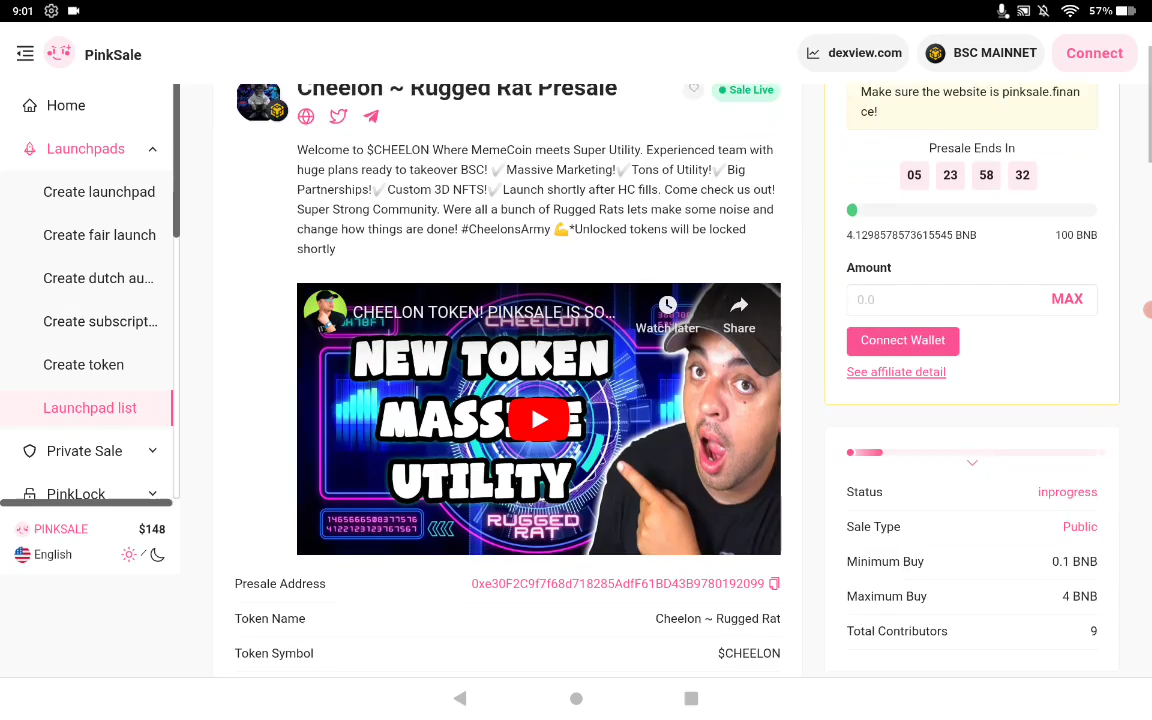 9:01
57%
PinkSale
dexview.com
BSC MAINNET
Connect
Home
Launchpads
Create launchpad
Create fair launch
Create dutch au...
Create subscript...
Create token
Launchpad list
Private Sale
PinkLock
PINKSALE $148
English
Cheelon ~ Rugged Rat Presale
Sale Live
Welcome to $CHEELON Where MemeCoin meets Super Utility. Experienced team with
huge plans ready to takeover BSC! ✔️Massive Marketing!✔️Tons of Utility!✔️Big
Partnerships!✔️Custom 3D NFTS!✔️Launch shortly after HC fills. Come check us out!
Super Strong Community. Were all a bunch of Rugged Rats lets make some noise and
change how things are done! #CheelonsArmy 💪*Unlocked tokens will be locked
shortly
CHEELON TOKEN! PINKSALE IS SO...
Watch later
Share
CHEELON
NEW TOKEN
MASSIVE
UTILITY
1465666508377576
4122123123767567
RUGGED
RAT
Presale Address 0xe30F2C9f7f68d718285AdfF61BD43B9780192099
Token Name Cheelon ~ Rugged Rat
Token Symbol $CHEELON
Make sure the website is pinksale.finan
ce!
Presale Ends In
05 23 58 32
4.1298578573615545 BNB 100 BNB
Amount
0.0 MAX
Connect Wallet
See affiliate detail
Status inprogress
Sale Type Public
Minimum Buy 0.1 BNB
Maximum Buy 4 BNB
Total Contributors 9